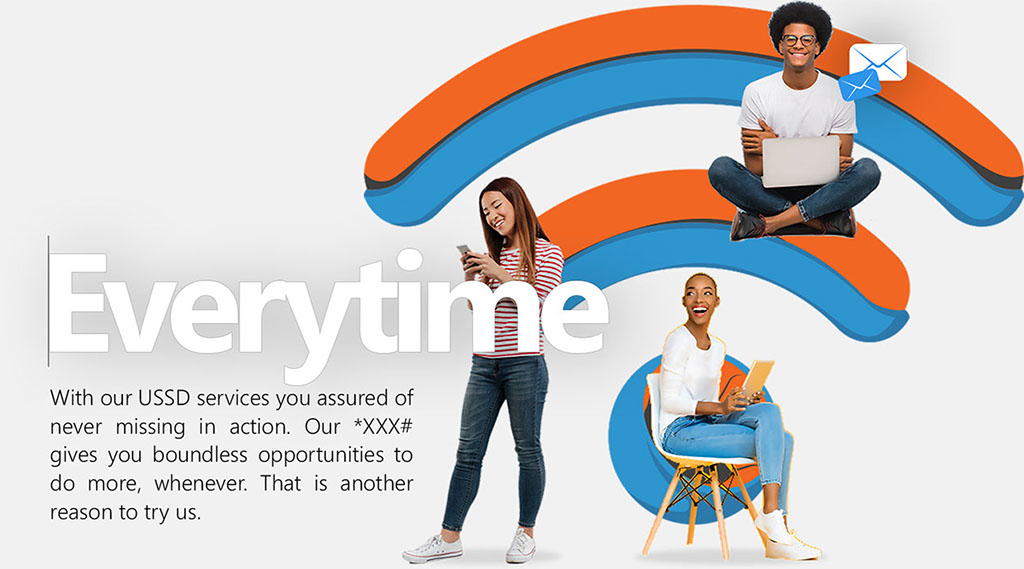 Everytime
With our USSD services you assured of
never missing in action. Our *XXX#
gives you boundless opportunities to
do more, whenever. That is another
reason to try us.